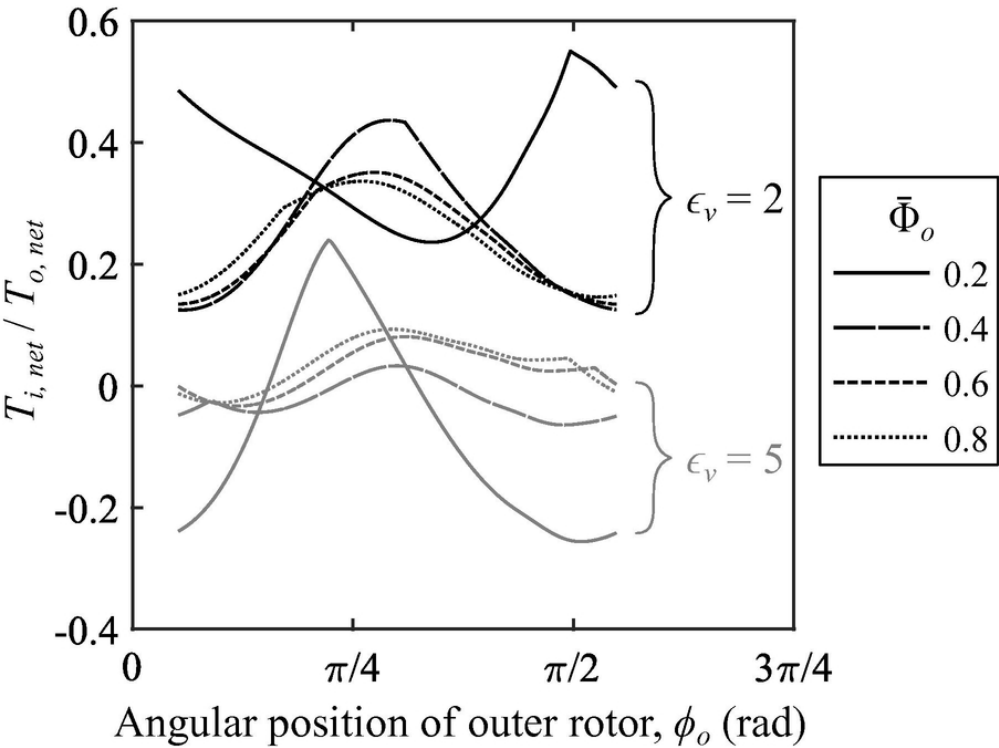 0.6
0.4
0.2
0
-0.2
-0.4
T_{i, net} / T_{o, net}
ϵ_v = 2
ϵ_v = 5
Φ̄_o
0.2
0.4
0.6
0.8
0 π/4 π/2 3π/4
Angular position of outer rotor, ϕ_o (rad)